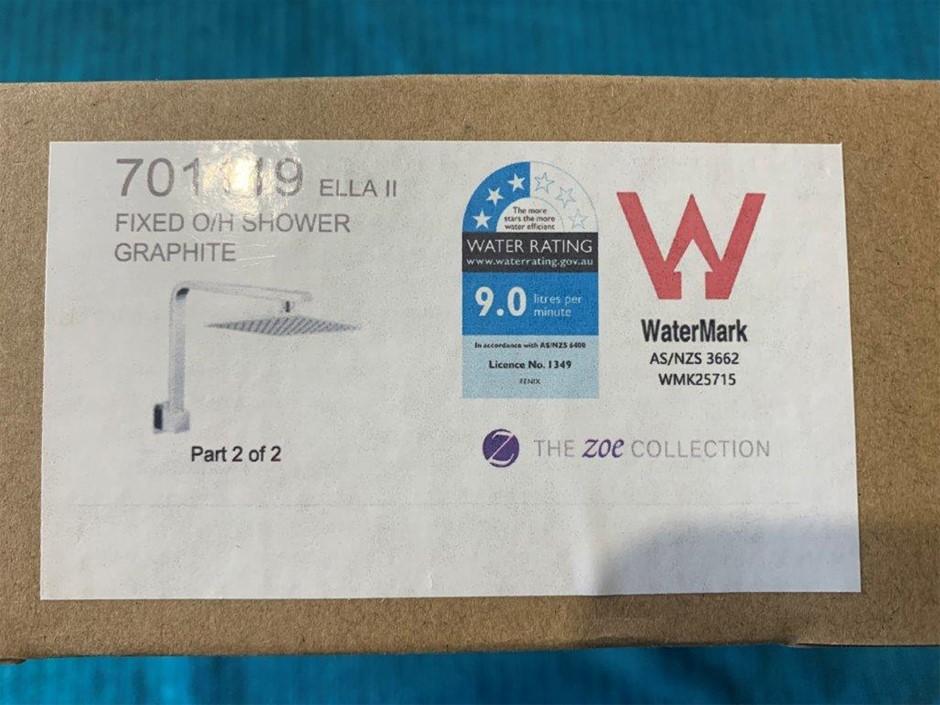 701119 ELLA II
FIXED O/H SHOWER
GRAPHITE
Part 2 of 2
The more
stars the more
water efficient
WATER RATING
www.waterrating.gov.au
9.0 litres per
minute
In accordance with AS/NZS 6400
Licence No. 1349
FENIX
WaterMark
AS/NZS 3662
WMK25715
THE zoe COLLECTION